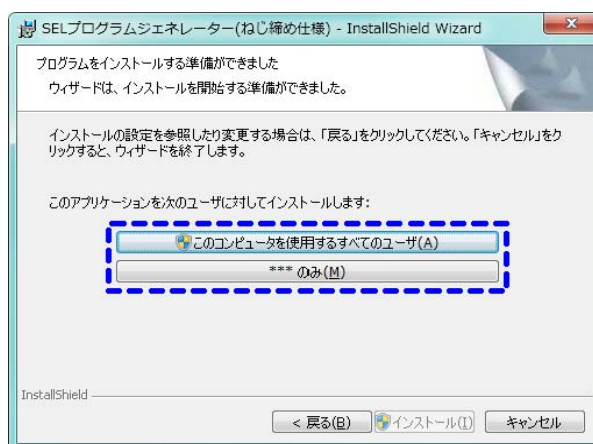 SELプログラムジェネレーター(ねじ締め仕様) - InstallShield Wizard
プログラムをインストールする準備ができました
ウィザードは、インストールを開始する準備ができました。
インストールの設定を参照したり変更する場合は、「戻る」をクリックしてください。「キャンセル」をク
リックすると、ウィザードを終了します。
このアプリケーションを次のユーザに対してインストールします:
このコンピュータを使用するすべてのユーザ(A)
*** のみ(M)
InstallShield
< 戻る(B)
インストール(I)
キャンセル